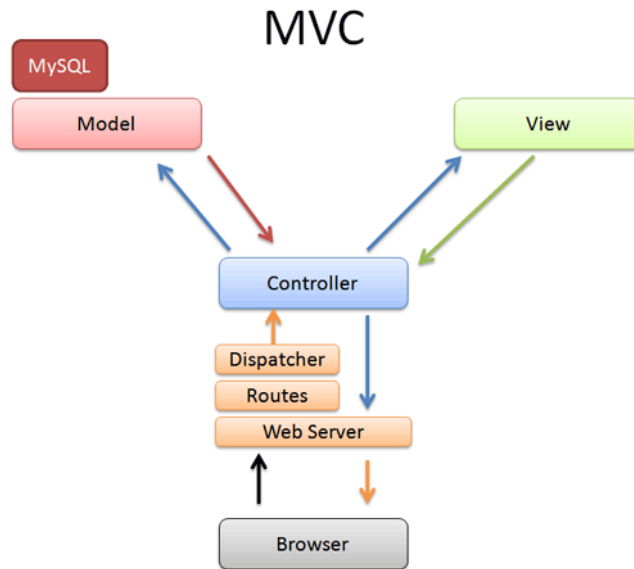 MVC
MySQL
Model
View
Controller
Dispatcher
Routes
Web Server
Browser